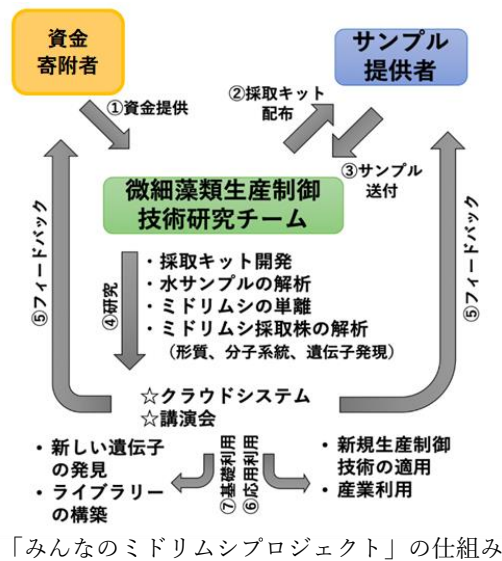 資金
寄附者
サンプル
提供者
①資金提供
②採取キット
配布
③サンプル
送付
微細藻類生産制御
技術研究チーム
④研究
・採取キット開発
・水サンプルの解析
・ミドリムシの単離
・ミドリムシ採取株の解析
（形質、分子系統、遺伝子発現）
⑤フィードバック
⑤フィードバック
☆クラウドシステム
☆講演会
・新しい遺伝子
の発見
・ライブラリー
の構築
⑦基礎利用
⑥応用利用
・新規生産制御
技術の適用
・産業利用
「みんなのミドリムシプロジェクト」の仕組み